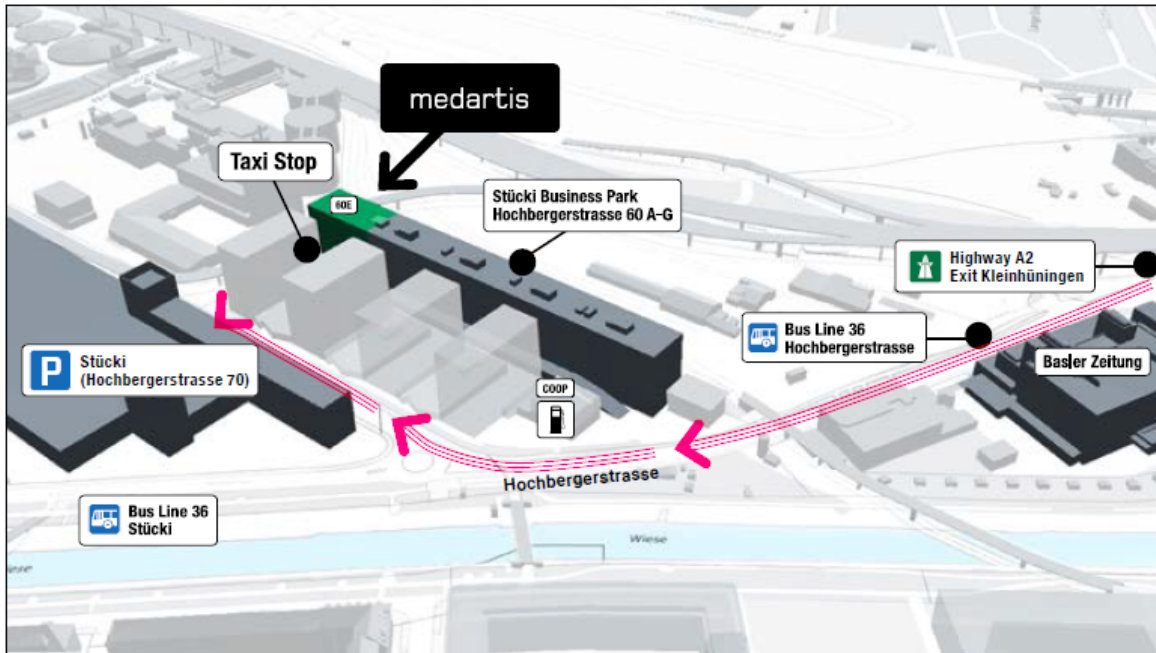 medartis
Taxi Stop
60E
Stücki Business Park
Hochbergerstrasse 60 A-G
Highway A2
Exit Kleinhüningen
Bus Line 36
Hochbergerstrasse
Basler Zeitung
P
Stücki
(Hochbergerstrasse 70)
COOP
Hochbergerstrasse
Bus Line 36
Stücki
Wiese